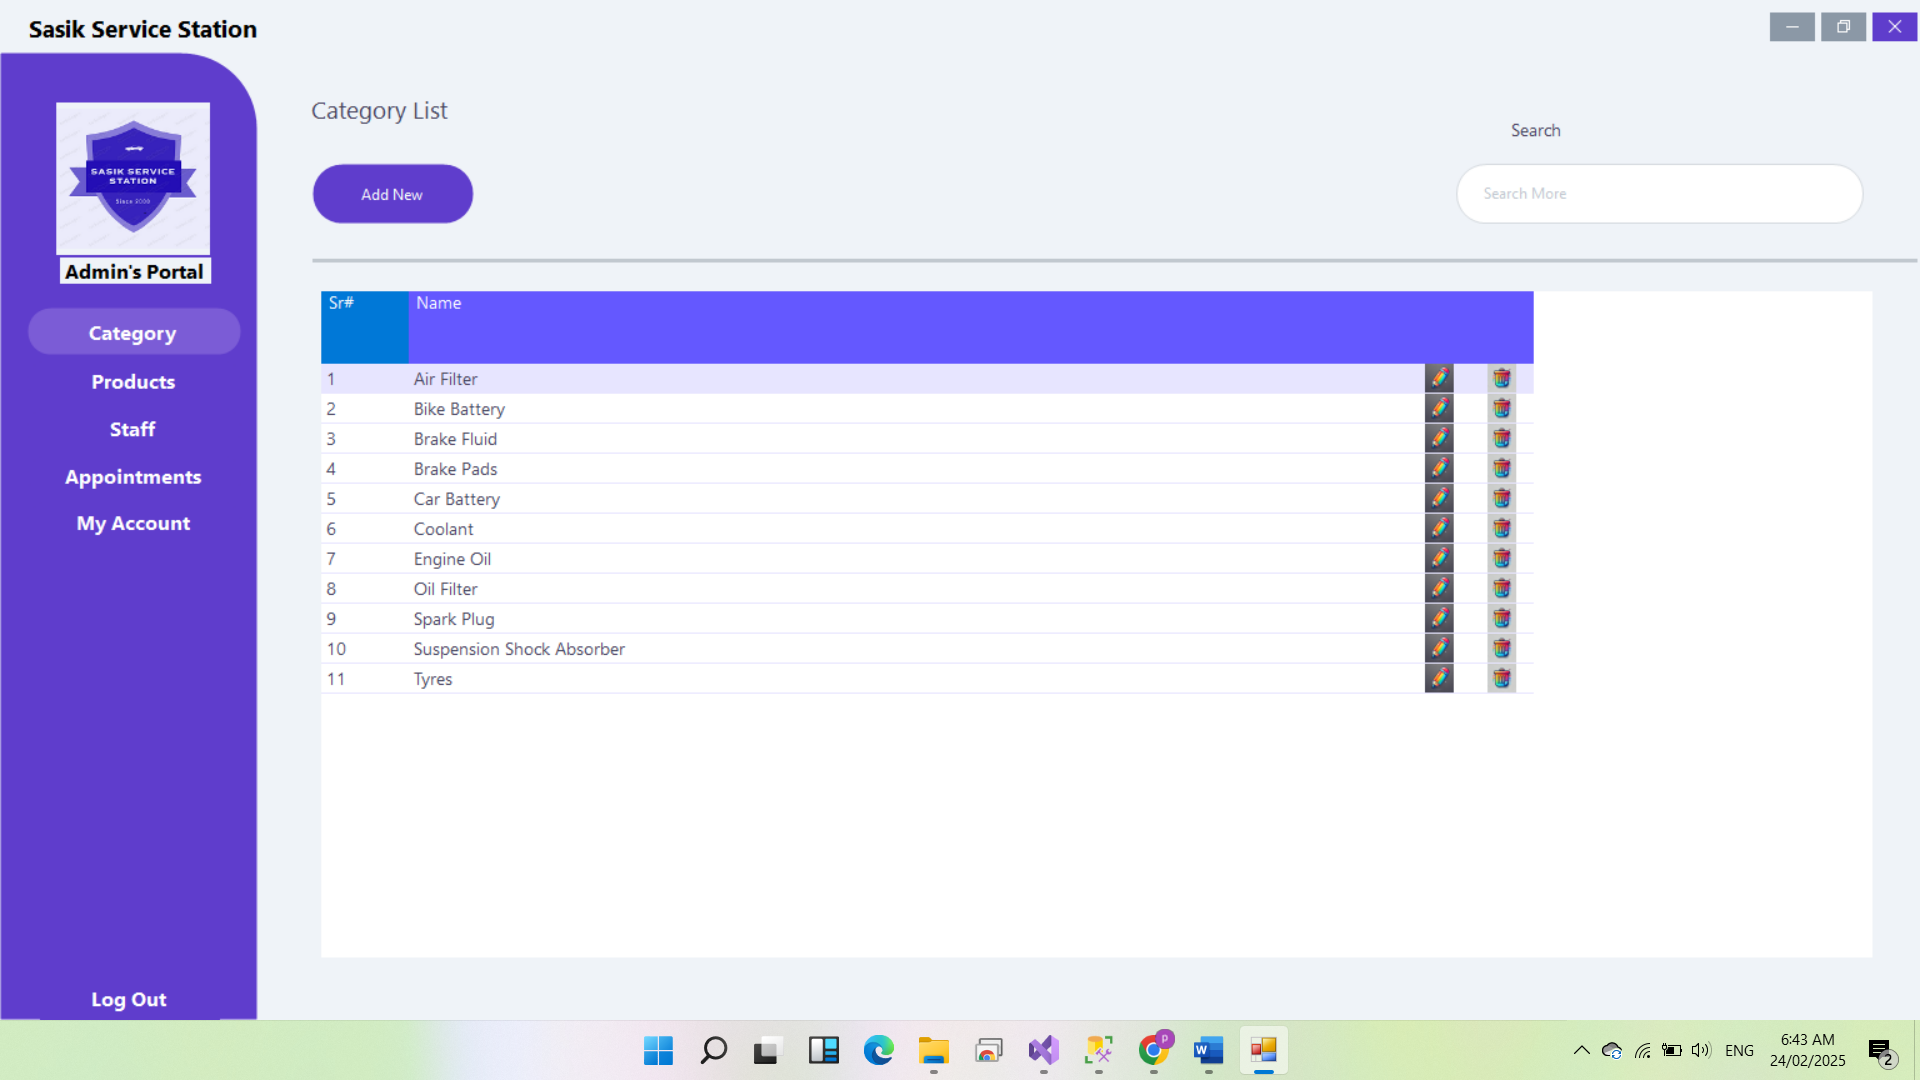 Sasik Service Station
SASIK SERVICE
STATION
Since 2000
Admin's Portal
Category
Products
Staff
Appointments
My Account
Log Out
Category List
Add New
Search
Search More
Sr# Name
1 Air Filter
2 Bike Battery
3 Brake Fluid
4 Brake Pads
5 Car Battery
6 Coolant
7 Engine Oil
8 Oil Filter
9 Spark Plug
10 Suspension Shock Absorber
11 Tyres
P
W
ENG
6:43 AM
24/02/2025
2